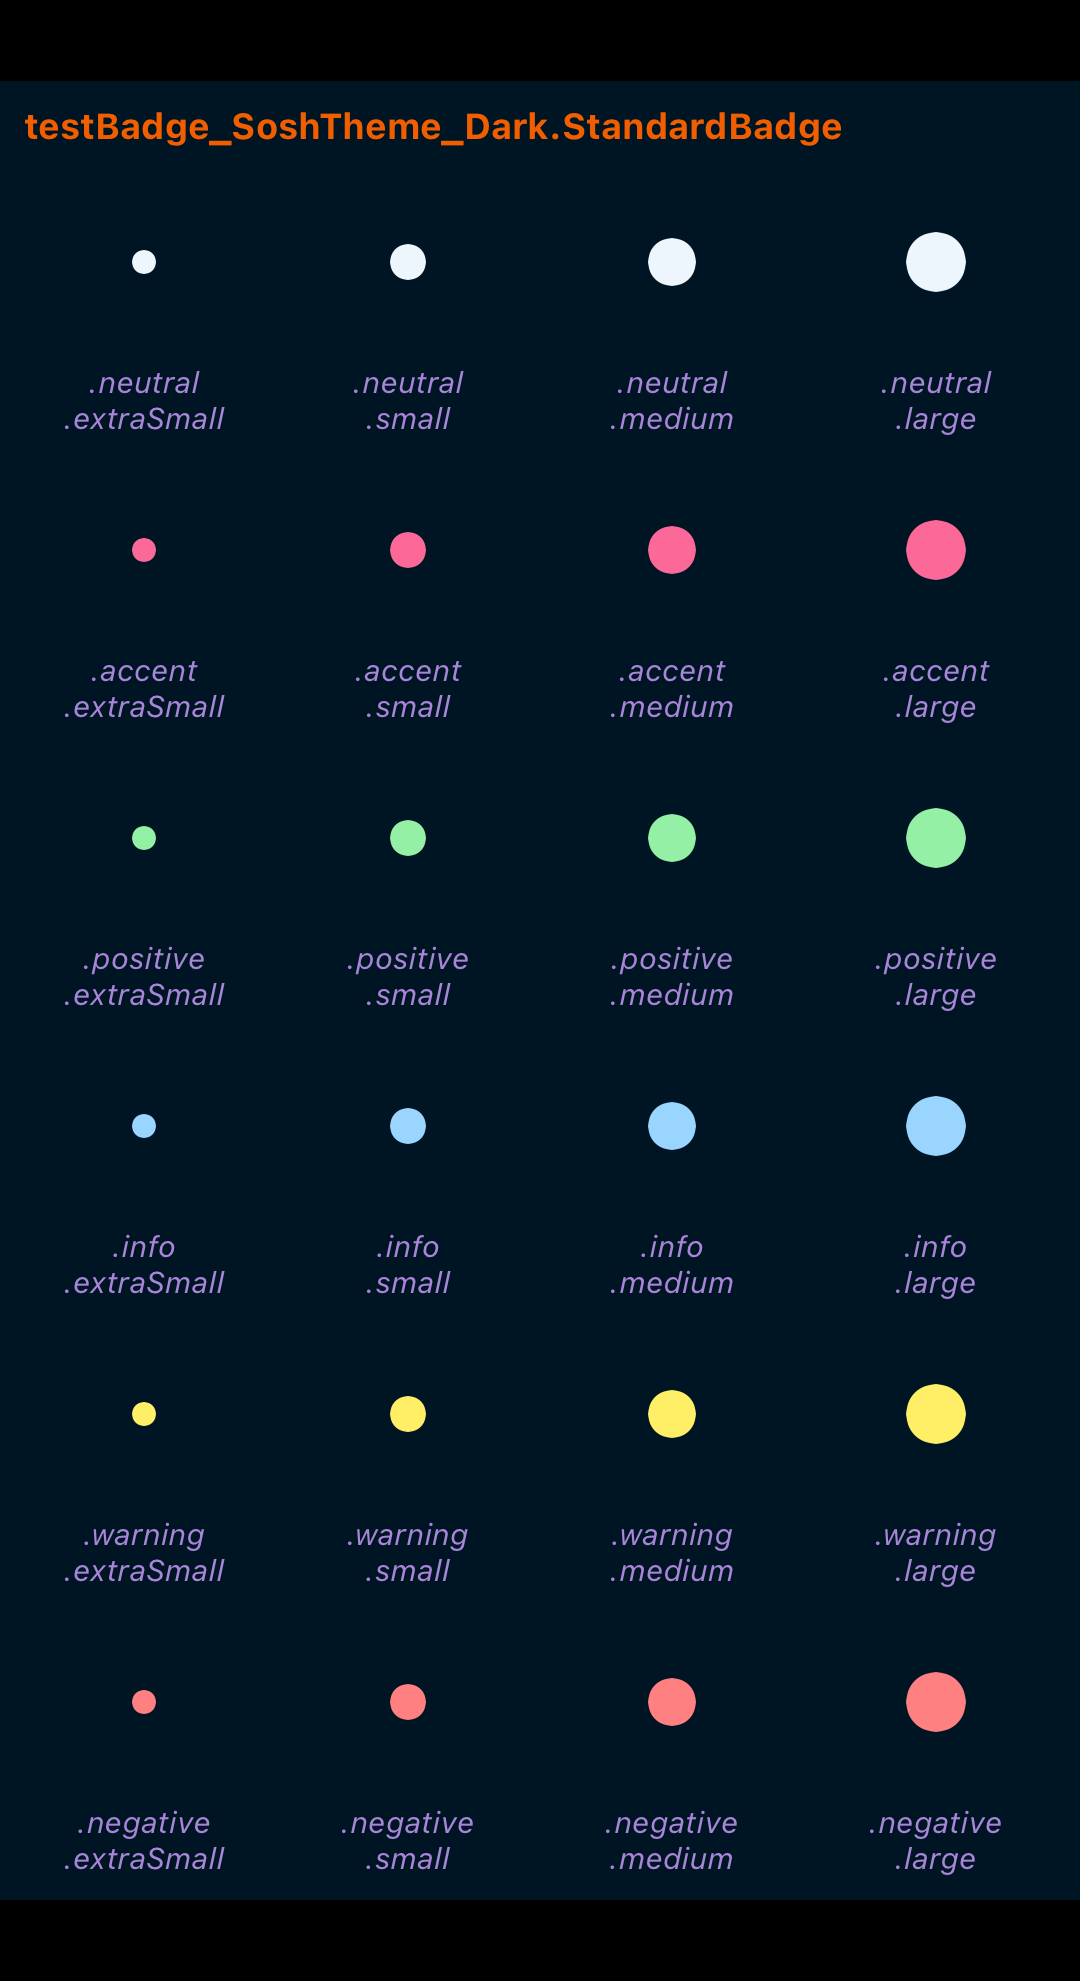 testBadge_SoshTheme_Dark.StandardBadge
.neutral .neutral .neutral .neutral
.extraSmall .small .medium .large
.accent .accent .accent .accent
.extraSmall .small .medium .large
.positive .positive .positive .positive
.extraSmall .small .medium .large
.info .info .info .info
.extraSmall .small .medium .large
.warning .warning .warning .warning
.extraSmall .small .medium .large
.negative .negative .negative .negative
.extraSmall .small .medium .large